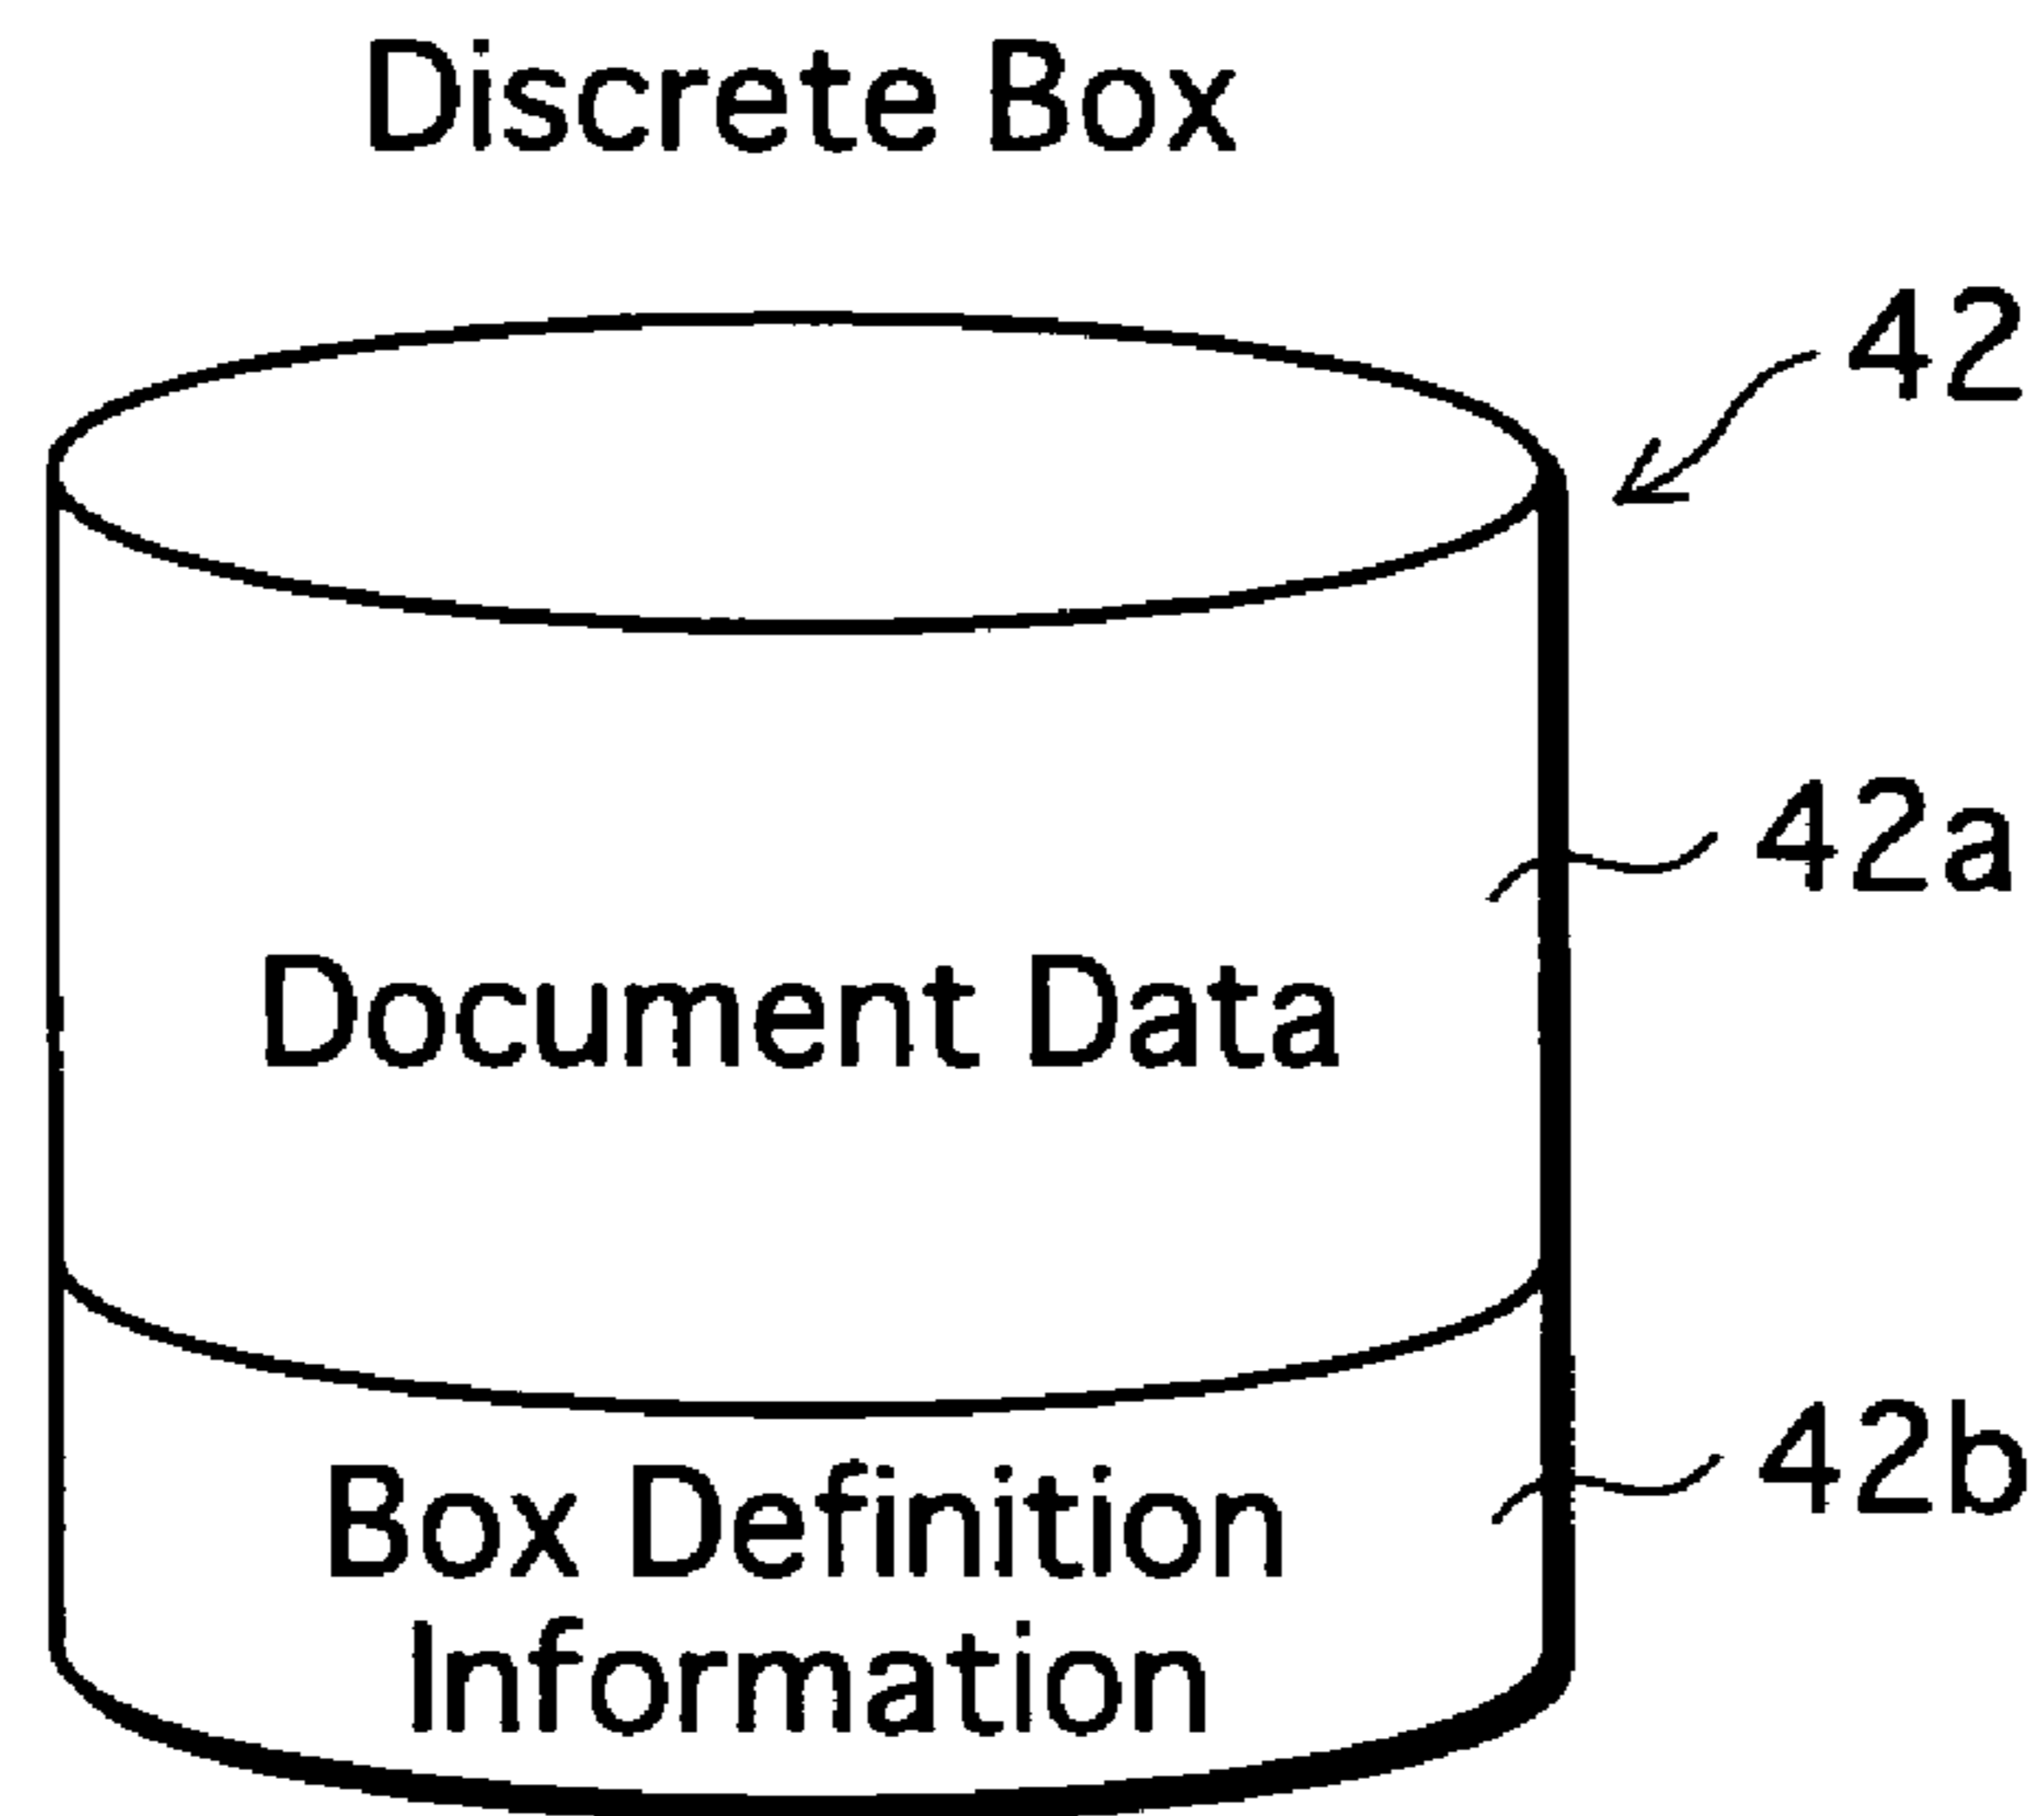 Discrete Box
42
42a
Document Data
42b
Box Definition
Information